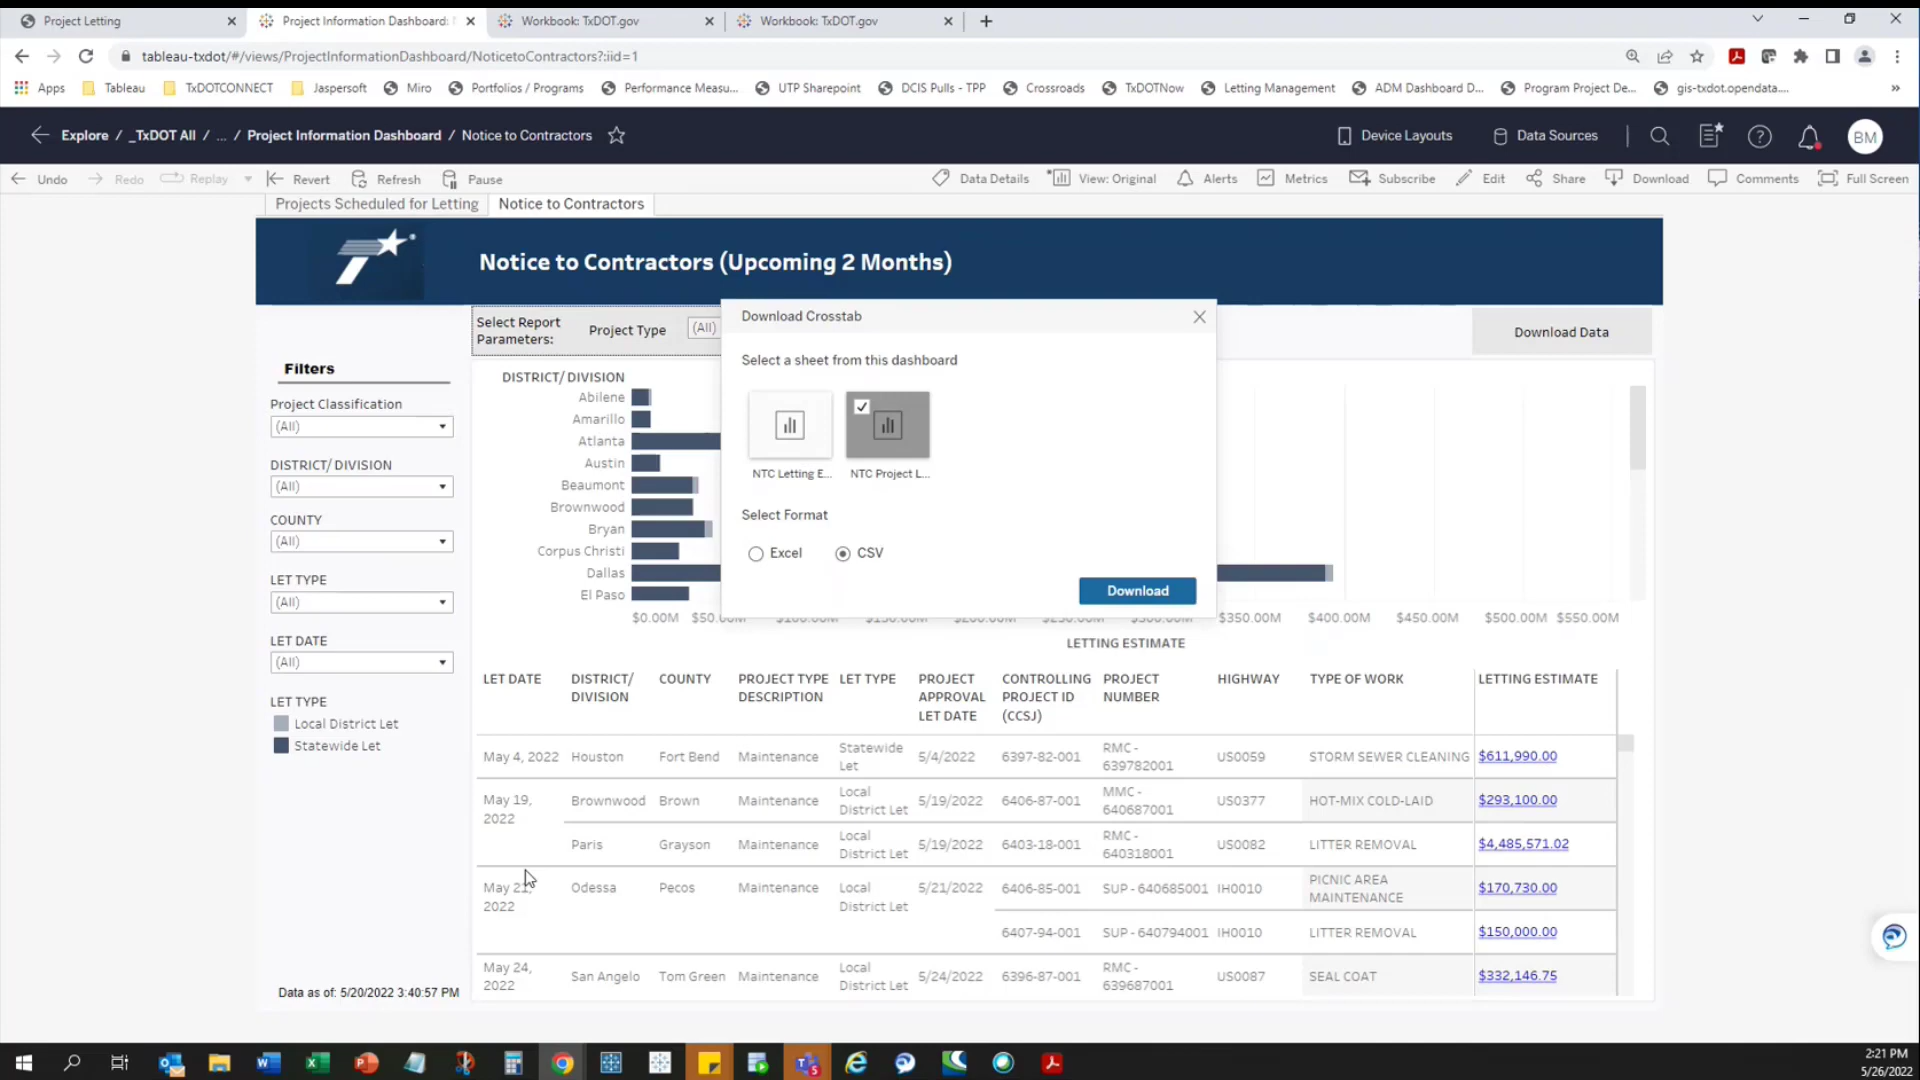 Project Letting
Project Information Dashboard:
Workbook: TxDOT.gov
Workbook: TxDOT.gov
tableau-txdot/#/views/ProjectInformationDashboard/NoticetoContractors?:iid=1
Apps
Tableau
TxDOTCONNECT
Jaspersoft
Miro
Portfolios / Programs
Performance Measu...
UTP Sharepoint
DCIS Pulls - TPP
Crossroads
TxDOTNow
Letting Management
ADM Dashboard D...
Program Project De...
gis-txdot.opendata....
»
Explore / _TxDOT All / ... / Project Information Dashboard / Notice to Contractors
Device Layouts
Data Sources
BM
Undo
Redo
Replay
Revert
Refresh
Pause
Data Details
View: Original
Alerts
Metrics
Subscribe
Edit
Share
Download
Comments
Full Screen
Projects Scheduled for Letting
Notice to Contractors
Notice to Contractors (Upcoming 2 Months)
Select Report Parameters:
Project Type
(All)
Download Data
Download Crosstab
Select a sheet from this dashboard
NTC Letting E...
NTC Project L...
Select Format
Excel
CSV
Download
Filters
Project Classification
(All)
DISTRICT/ DIVISION
(All)
COUNTY
(All)
LET TYPE
(All)
LET DATE
(All)
LET TYPE
Local District Let
Statewide Let
Data as of: 5/20/2022 3:40:57 PM
DISTRICT/ DIVISION
Abilene
Amarillo
Atlanta
Austin
Beaumont
Brownwood
Bryan
Corpus Christi
Dallas
El Paso
$0.00M $50.00M $100.00M $150.00M $200.00M $250.00M $300.00M $350.00M $400.00M $450.00M $500.00M $550.00M
LETTING ESTIMATE
LET DATE DISTRICT/ DIVISION COUNTY PROJECT TYPE DESCRIPTION LET TYPE PROJECT APPROVAL LET DATE CONTROLLING PROJECT ID (CCSJ) PROJECT NUMBER HIGHWAY TYPE OF WORK LETTING ESTIMATE
May 4, 2022 Houston Fort Bend Maintenance Statewide Let 5/4/2022 6397-82-001 RMC - 639782001 US0059 STORM SEWER CLEANING $611,990.00
May 19, 2022 Brownwood Brown Maintenance Local District Let 5/19/2022 6406-87-001 MMC - 640687001 US0377 HOT-MIX COLD-LAID $293,100.00
Paris Grayson Maintenance Local District Let 5/19/2022 6403-18-001 RMC - 640318001 US0082 LITTER REMOVAL $4,485,571.02
May 21, 2022 Odessa Pecos Maintenance Local District Let 5/21/2022 6406-85-001 SUP - 640685001 IH0010 PICNIC AREA MAINTENANCE $170,730.00
6407-94-001 SUP - 640794001 IH0010 LITTER REMOVAL $150,000.00
May 24, 2022 San Angelo Tom Green Maintenance Local District Let 5/24/2022 6396-87-001 RMC - 639687001 US0087 SEAL COAT $332,146.75
2:21 PM
5/26/2022